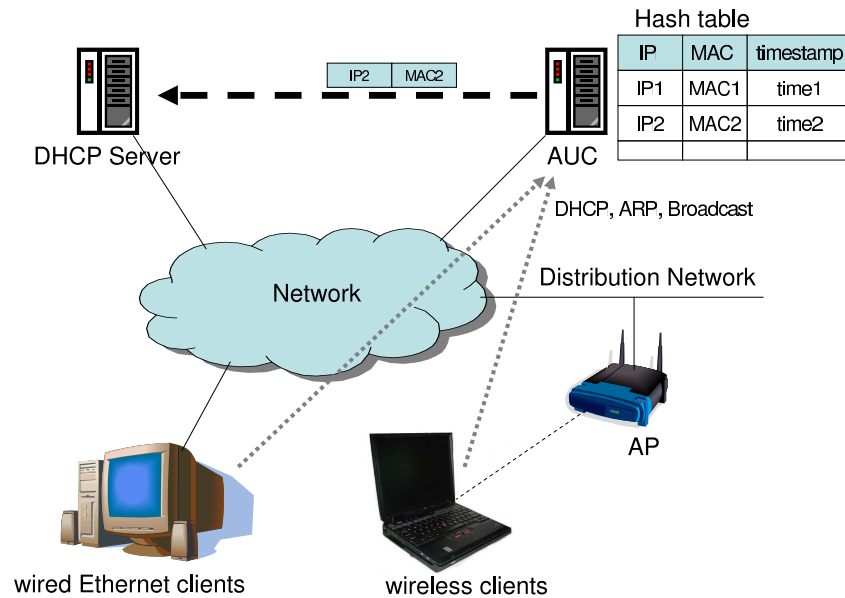 Hash table
IP MAC timestamp
IP1 MAC1 time1
IP2 MAC2 time2
IP2 MAC2
DHCP Server
AUC
DHCP, ARP, Broadcast
Network
Distribution Network
AP
wired Ethernet clients
wireless clients